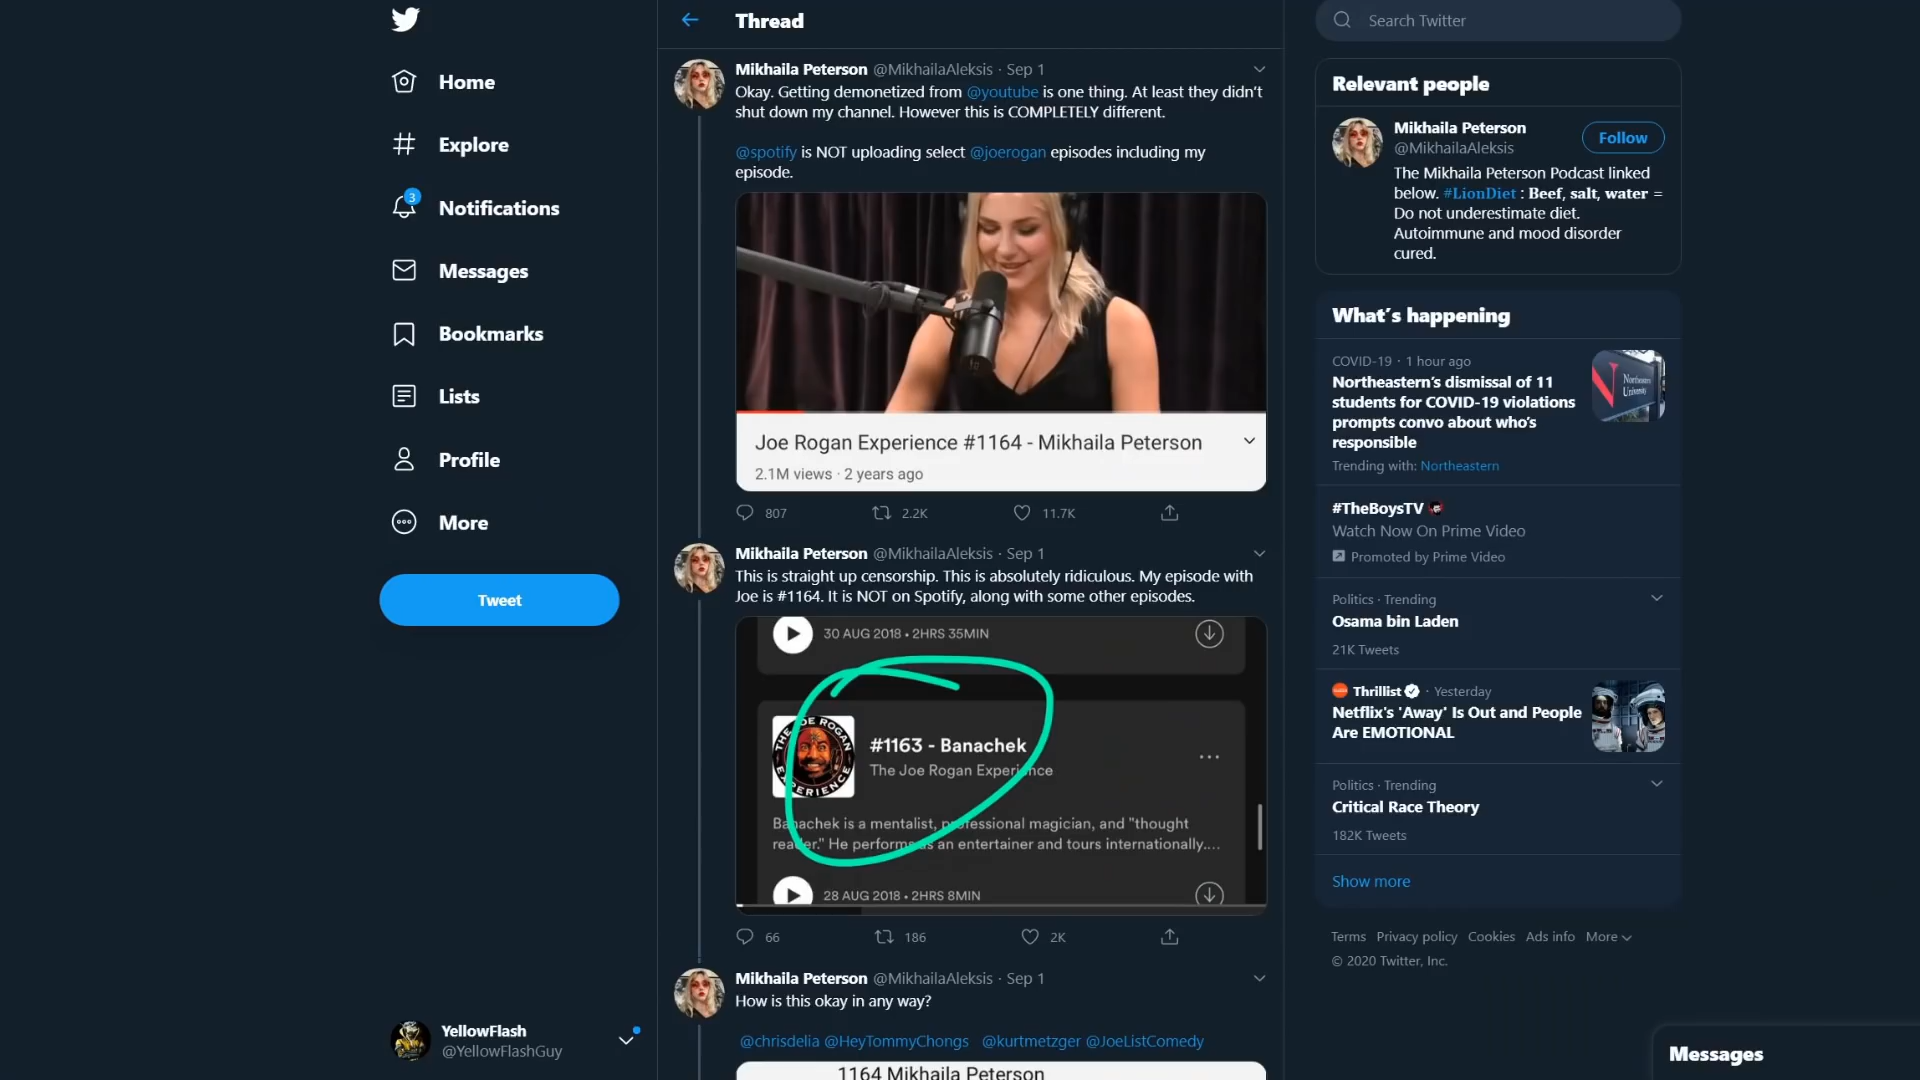 Home
Explore
3
Notifications
Messages
Bookmarks
Lists
Profile
More
Tweet
YellowFlash
@YellowFlashGuy
Thread
Mikhaila Peterson @MikhailaAleksis · Sep 1
Okay. Getting demonetized from @youtube is one thing. At least they didn't
shut down my channel. However this is COMPLETELY different.
@spotify is NOT uploading select @joerogan episodes including my
episode.
Joe Rogan Experience #1164 - Mikhaila Peterson
2.1M views · 2 years ago
807 2.2K 11.7K
Mikhaila Peterson @MikhailaAleksis · Sep 1
This is straight up censorship. This is absolutely ridiculous. My episode with
Joe is #1164. It is NOT on Spotify, along with some other episodes.
30 AUG 2018 • 2HRS 35MIN
THE JOE ROGAN EXPERIENCE
#1163 - Banachek
The Joe Rogan Experience
Banachek is a mentalist, professional magician, and "thought
reader." He performs as an entertainer and tours internationally....
28 AUG 2018 • 2HRS 8MIN
66 186 2K
Mikhaila Peterson @MikhailaAleksis · Sep 1
How is this okay in any way?
@chrisdelia @HeyTommyChongs @kurtmetzger @JoeListComedy
1164 Mikhaila Peterson
Search Twitter
Relevant people
Mikhaila Peterson
@MikhailaAleksis
Follow
The Mikhaila Peterson Podcast linked
below. #LionDiet : Beef, salt, water =
Do not underestimate diet.
Autoimmune and mood disorder
cured.
What's happening
COVID-19 · 1 hour ago
Northeastern's dismissal of 11
students for COVID-19 violations
prompts convo about who's
responsible
Trending with: Northeastern
Northeastern
University
#TheBoysTV
Watch Now On Prime Video
Promoted by Prime Video
Politics · Trending
Osama bin Laden
21K Tweets
Thrillist · Yesterday
Netflix's 'Away' Is Out and People
Are EMOTIONAL
Politics · Trending
Critical Race Theory
182K Tweets
Show more
Terms Privacy policy Cookies Ads info More
© 2020 Twitter, Inc.
Messages